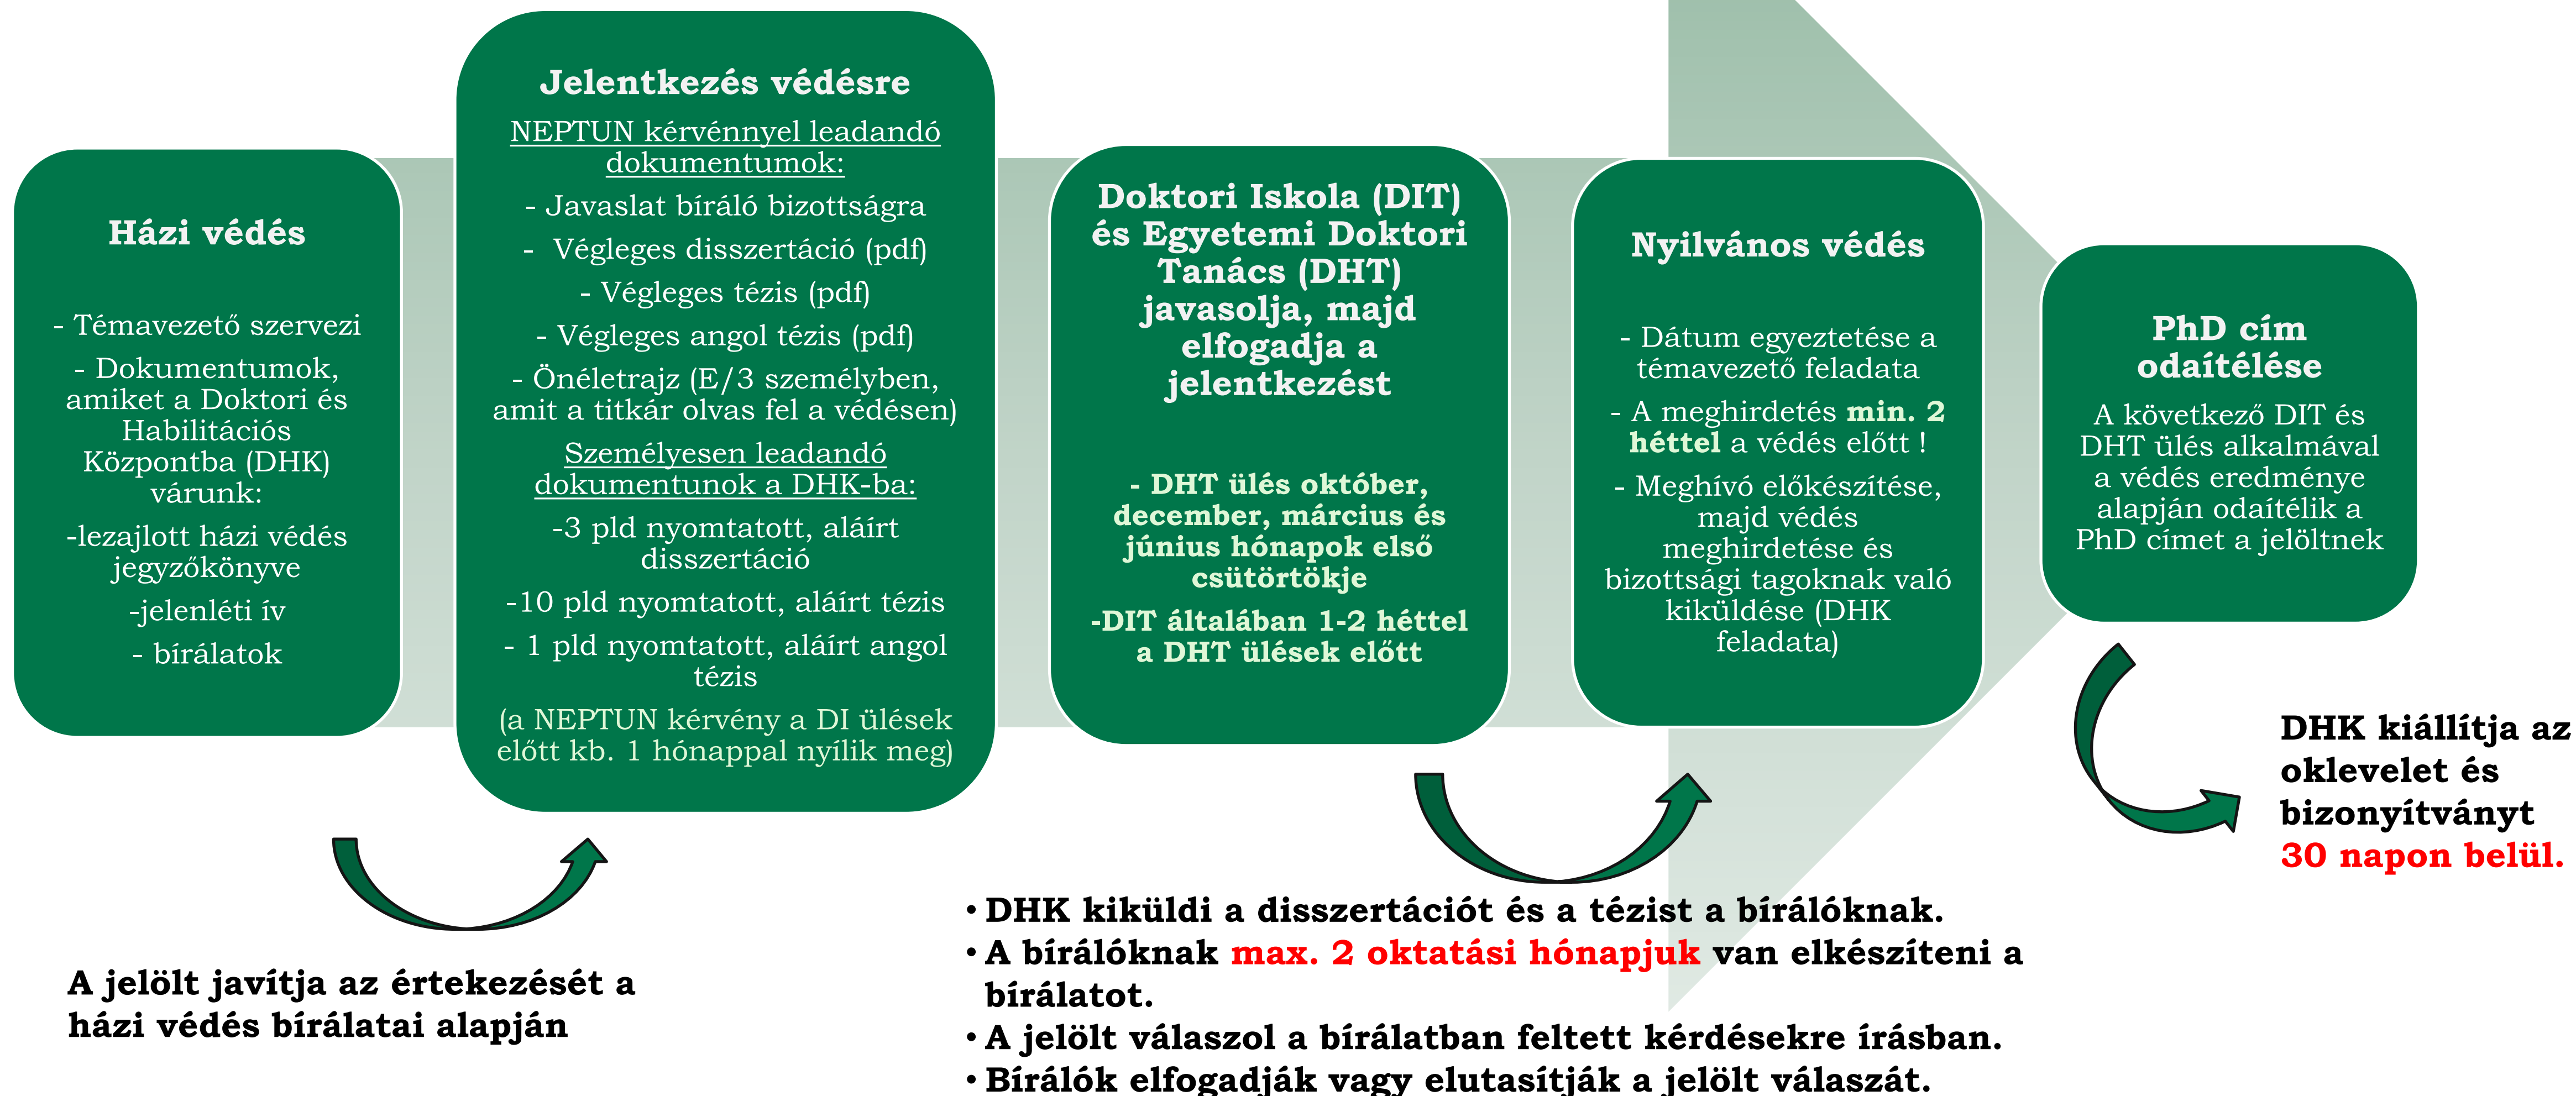 Házi védés
- Témavezető szervezi
- Dokumentumok,
amiket a Doktori és
Habilitációs
Központba (DHK)
várunk:
-lezajlott házi védés
jegyzőkönyve
-jelenléti ív
- bírálatok
Jelentkezés védésre
NEPTUN kérvénnyel leadandó
dokumentumok:
- Javaslat bíráló bizottságra
- Végleges disszertáció (pdf)
- Végleges tézis (pdf)
- Végleges angol tézis (pdf)
- Önéletrajz (E/3 személyben,
amit a titkár olvas fel a védésen)
Személyesen leadandó
dokumentunok a DHK-ba:
-3 pld nyomtatott, aláírt
disszertáció
-10 pld nyomtatott, aláírt tézis
- 1 pld nyomtatott, aláírt angol
tézis
(a NEPTUN kérvény a DI ülések
előtt kb. 1 hónappal nyílik meg)
Doktori Iskola (DIT)
és Egyetemi Doktori
Tanács (DHT)
javasolja, majd
elfogadja a
jelentkezést
- DHT ülés október,
december, március és
június hónapok első
csütörtökje
-DIT általában 1-2 héttel
a DHT ülések előtt
Nyilvános védés
- Dátum egyeztetése a
témavezető feladata
- A meghirdetés min. 2
héttel a védés előtt !
- Meghívó előkészítése,
majd védés
meghirdetése és
bizottsági tagoknak való
kiküldése (DHK
feladata)
PhD cím
odaítélése
A következő DIT és
DHT ülés alkalmával
a védés eredménye
alapján odaítélik a
PhD címet a jelöltnek
DHK kiállítja az
oklevelet és
bizonyítványt
30 napon belül.
A jelölt javítja az értekezését a
házi védés bírálatai alapján
• DHK kiküldi a disszertációt és a tézist a bírálóknak.
• A bírálóknak max. 2 oktatási hónapjuk van elkészíteni a
bírálatot.
• A jelölt válaszol a bírálatban feltett kérdésekre írásban.
• Bírálók elfogadják vagy elutasítják a jelölt válaszát.